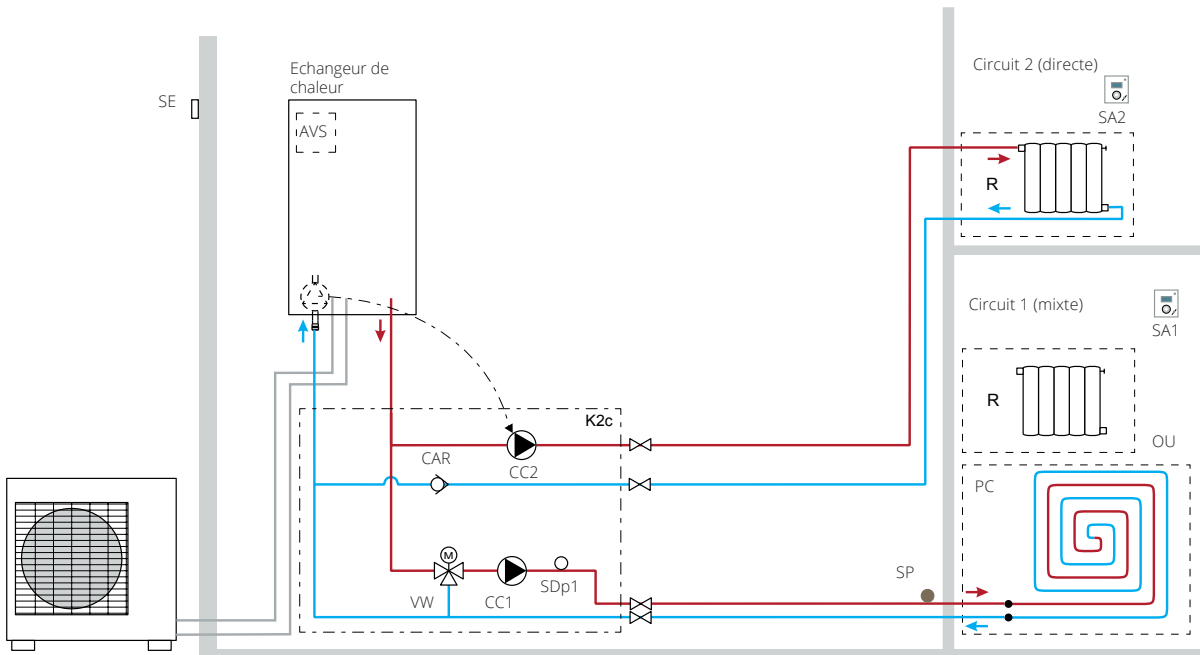 Echangeur de
chaleur
AVS
SE
Circuit 2 (directe)
SA2
R
Circuit 1 (mixte)
SA1
R
OU
PC
K2c
CAR
CC2
M
SDp1
VW
CC1
SP